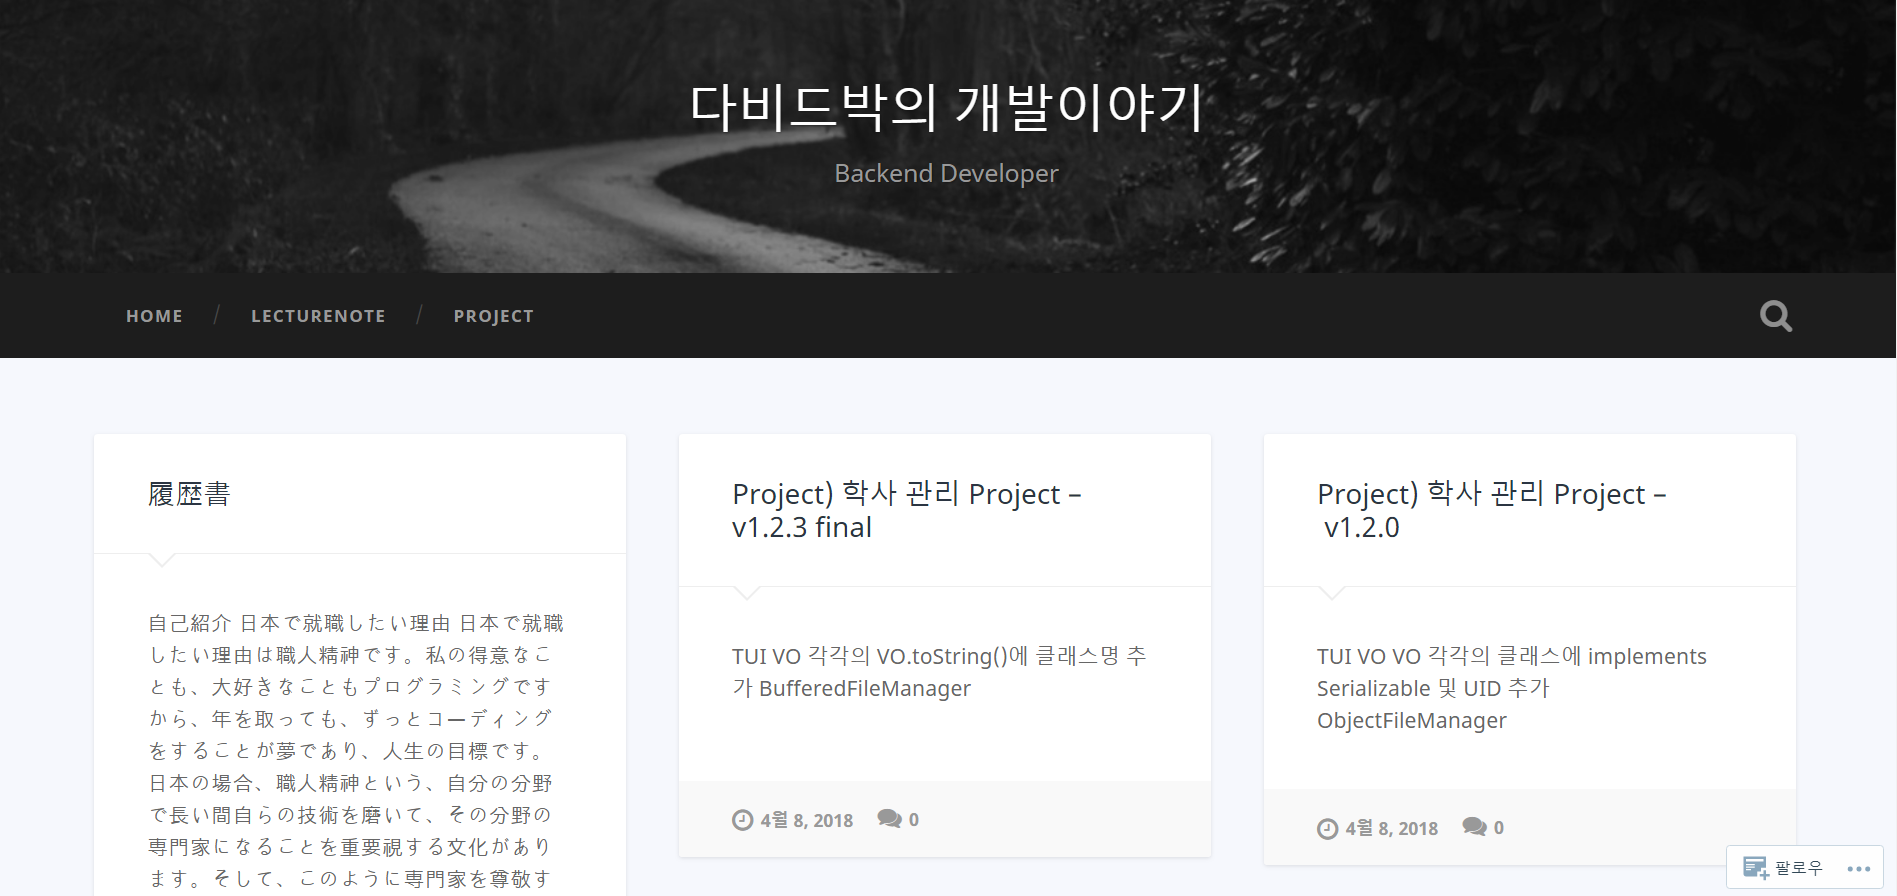 다비드박의 개발이야기
Backend Developer
HOME / LECTURENOTE / PROJECT
履歴書
自己紹介 日本で就職したい理由 日本で就職
したい理由は職人精神です。私の得意なこ
とも、大好きなこともプログラミングです
から、年を取っても、ずっとコーディング
をすることが夢であり、人生の目標です。
日本の場合、職人精神という、自分の分野
で長い間自らの技術を磨いて、その分野の
専門家になることを重要視する文化があり
ます。そして、このように専門家を尊敬す
Project) 학사 관리 Project –
v1.2.3 final
TUI VO 각각의 VO.toString()에 클래스명 추
가 BufferedFileManager
4월 8, 2018 0
Project) 학사 관리 Project –
v1.2.0
TUI VO VO 각각의 클래스에 implements
Serializable 및 UID 추가
ObjectFileManager
4월 8, 2018 0
팔로우